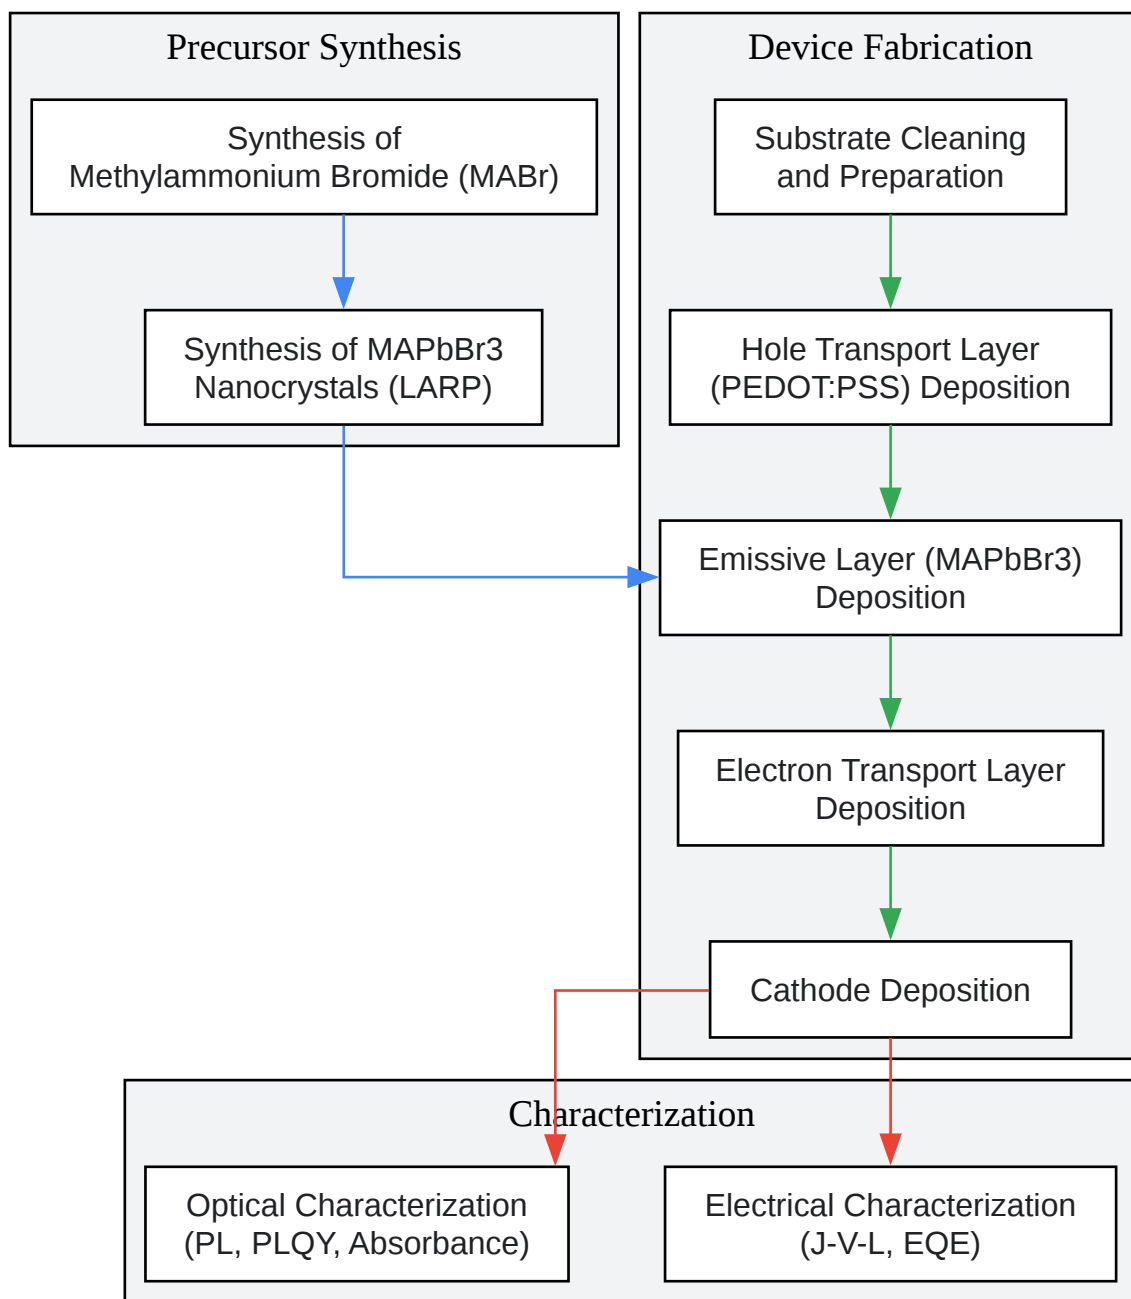 Precursor Synthesis
Synthesis of
Methylammonium Bromide (MABr)
Synthesis of MAPbBr3
Nanocrystals (LARP)
Device Fabrication
Substrate Cleaning
and Preparation
Hole Transport Layer
(PEDOT:PSS) Deposition
Emissive Layer (MAPbBr3)
Deposition
Electron Transport Layer
Deposition
Cathode Deposition
Characterization
Optical Characterization
(PL, PLQY, Absorbance)
Electrical Characterization
(J-V-L, EQE)